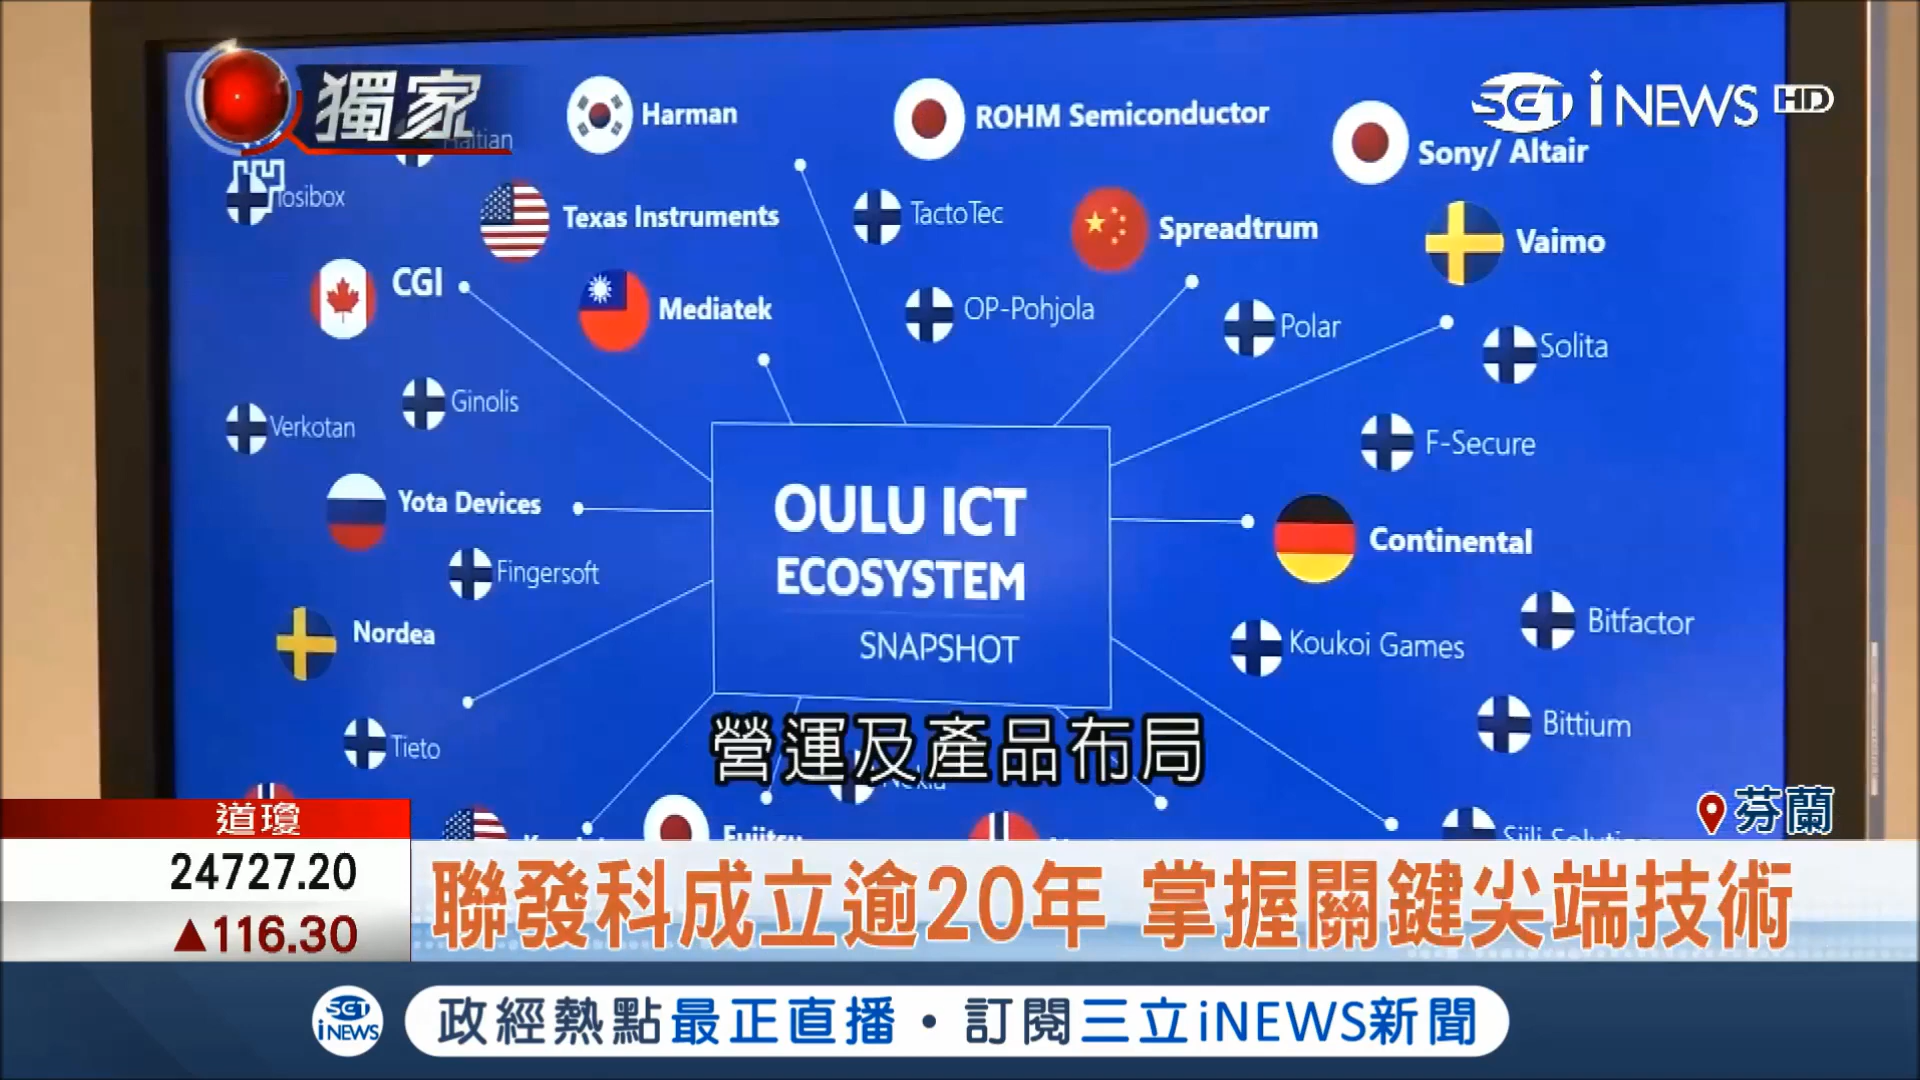 獨家
SET iNEWS HD
Harman
ROHM Semiconductor
Sony/ Altair
Tosibox
Texas Instruments
TactoTec
Spreadtrum
Vaimo
CGI
Mediatek
OP-Pohjola
Polar
Solita
Verkotan
Ginolis
F-Secure
Yota Devices
OULU ICT
ECOSYSTEM
SNAPSHOT
Continental
Fingersoft
Nordea
Koukoi Games
Bitfactor
Tieto
Bittium
Nokia
Fujitsu
營運及產品布局
芬蘭
道瓊
24727.20
▲116.30
聯發科成立逾20年 掌握關鍵尖端技術
SET iNEWS
政經熱點最正直播・訂閱三立iNEWS新聞